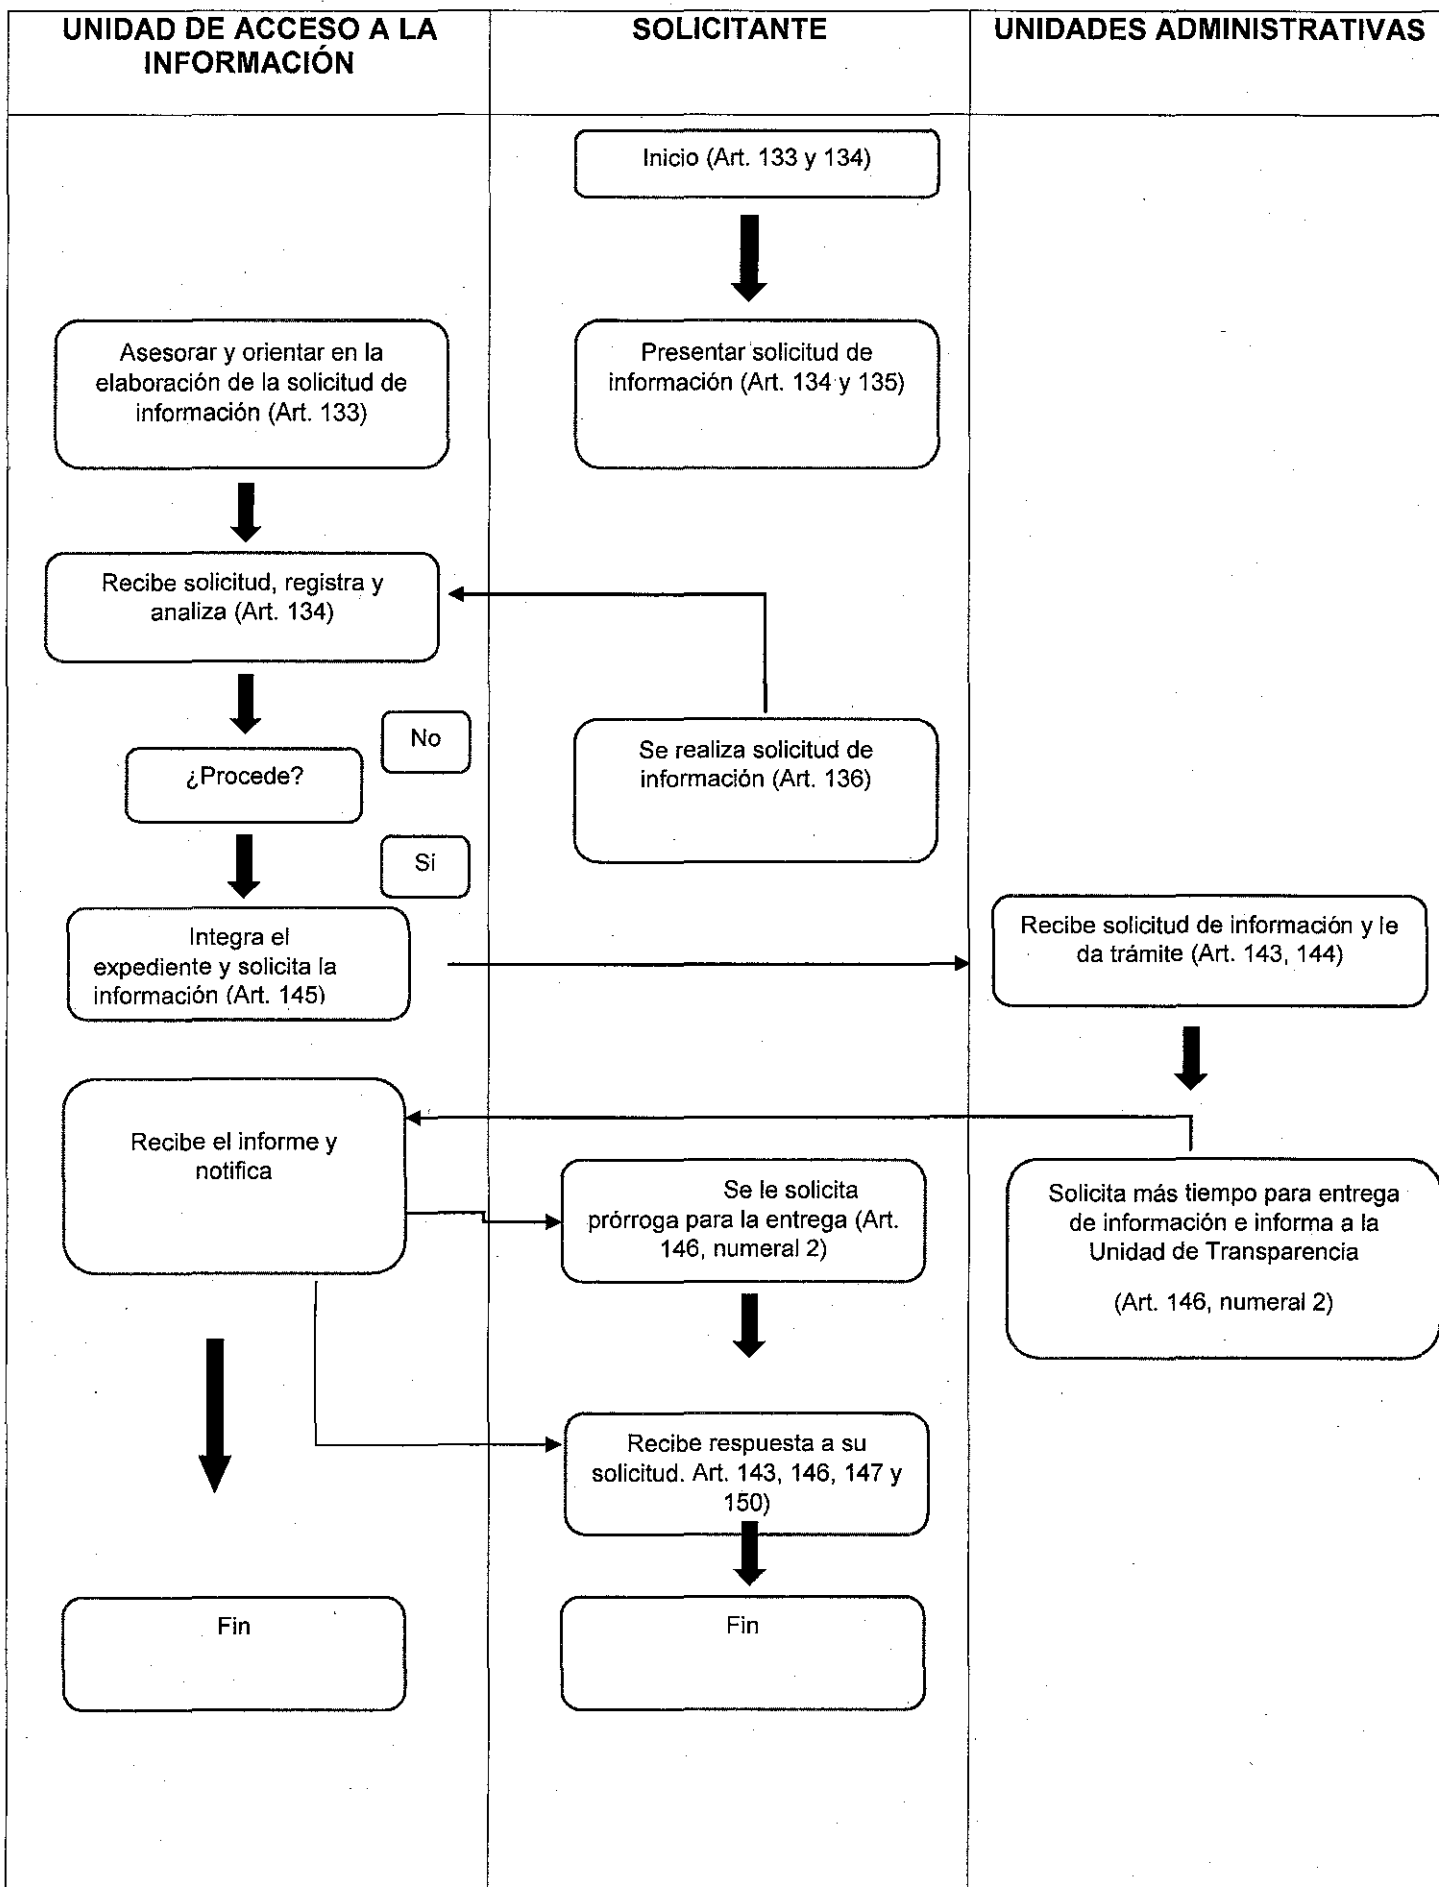 UNIDAD DE ACCESO A LA
INFORMACIÓN
SOLICITANTE
UNIDADES ADMINISTRATIVAS
Inicio (Art. 133 y 134)
Asesorar y orientar en la
elaboración de la solicitud de
información (Art. 133)
Presentar solicitud de
información (Art. 134 y 135)
Recibe solicitud, registra y
analiza (Art. 134)
No
¿Procede?
Se realiza solicitud de
información (Art. 136)
Si
Integra el
expediente y solicita la
información (Art. 145)
Recibe solicitud de información y le
da trámite (Art. 143, 144)
Recibe el informe y
notifica
Se le solicita
prórroga para la entrega (Art.
146, numeral 2)
Solicita más tiempo para entrega
de información e informa a la
Unidad de Transparencia
(Art. 146, numeral 2)
Recibe respuesta a su
solicitud. Art. 143, 146, 147 y
150)
Fin
Fin